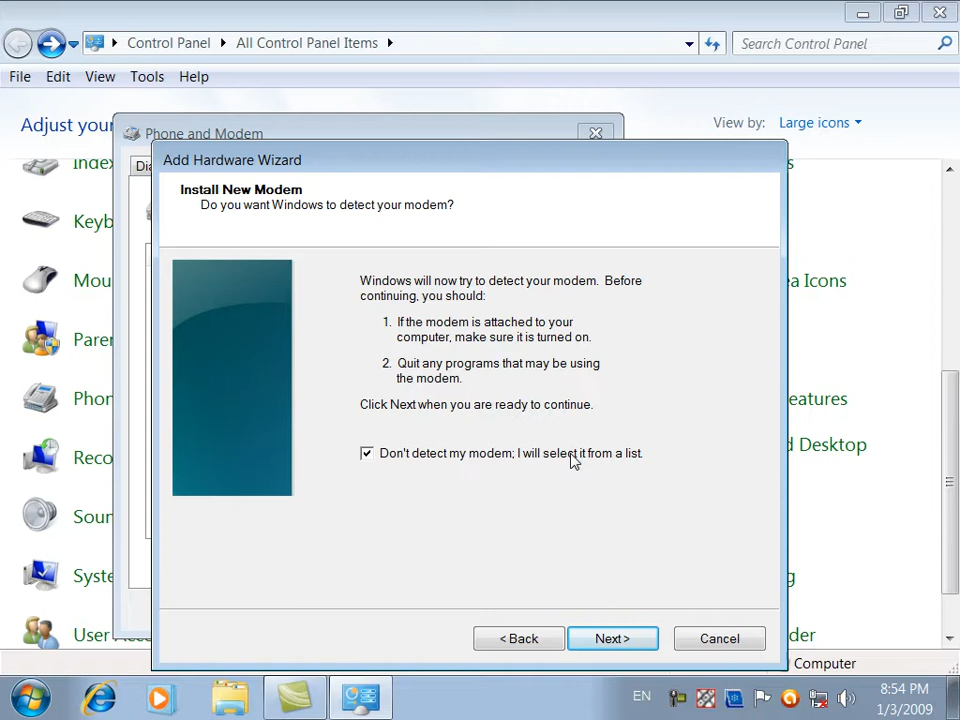 Control Panel
All Control Panel Items
Search Control Panel
File Edit View Tools Help
Adjust your
View by: Large icons
Phone and Modem
Dia
Add Hardware Wizard
Install New Modem
Do you want Windows to detect your modem?
Windows will now try to detect your modem. Before
continuing, you should:
1. If the modem is attached to your
computer, make sure it is turned on.
2. Quit any programs that may be using
the modem.
Click Next when you are ready to continue.
Don't detect my modem; I will select it from a list.
< Back
Next >
Cancel
Index
Keyb
Mou
Paren
Phon
Reco
Soun
Syste
User
s
ea Icons
eatures
d Desktop
g
der
Computer
EN
8:54 PM
1/3/2009